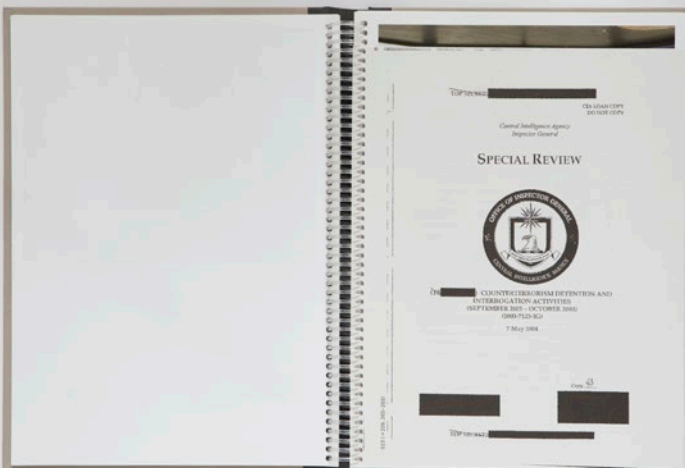 TOP SECRET
CIA LOAN COPY
DO NOT COPY
Central Intelligence Agency
Inspector General
SPECIAL REVIEW
OFFICE OF INSPECTOR GENERAL
CENTRAL INTELLIGENCE AGENCY
COUNTERTERRORISM DETENTION AND
INTERROGATION ACTIVITIES
(SEPTEMBER 2001 – OCTOBER 2003)
(2003-7123-IG)
7 May 2004
Copy
TOP SECRET